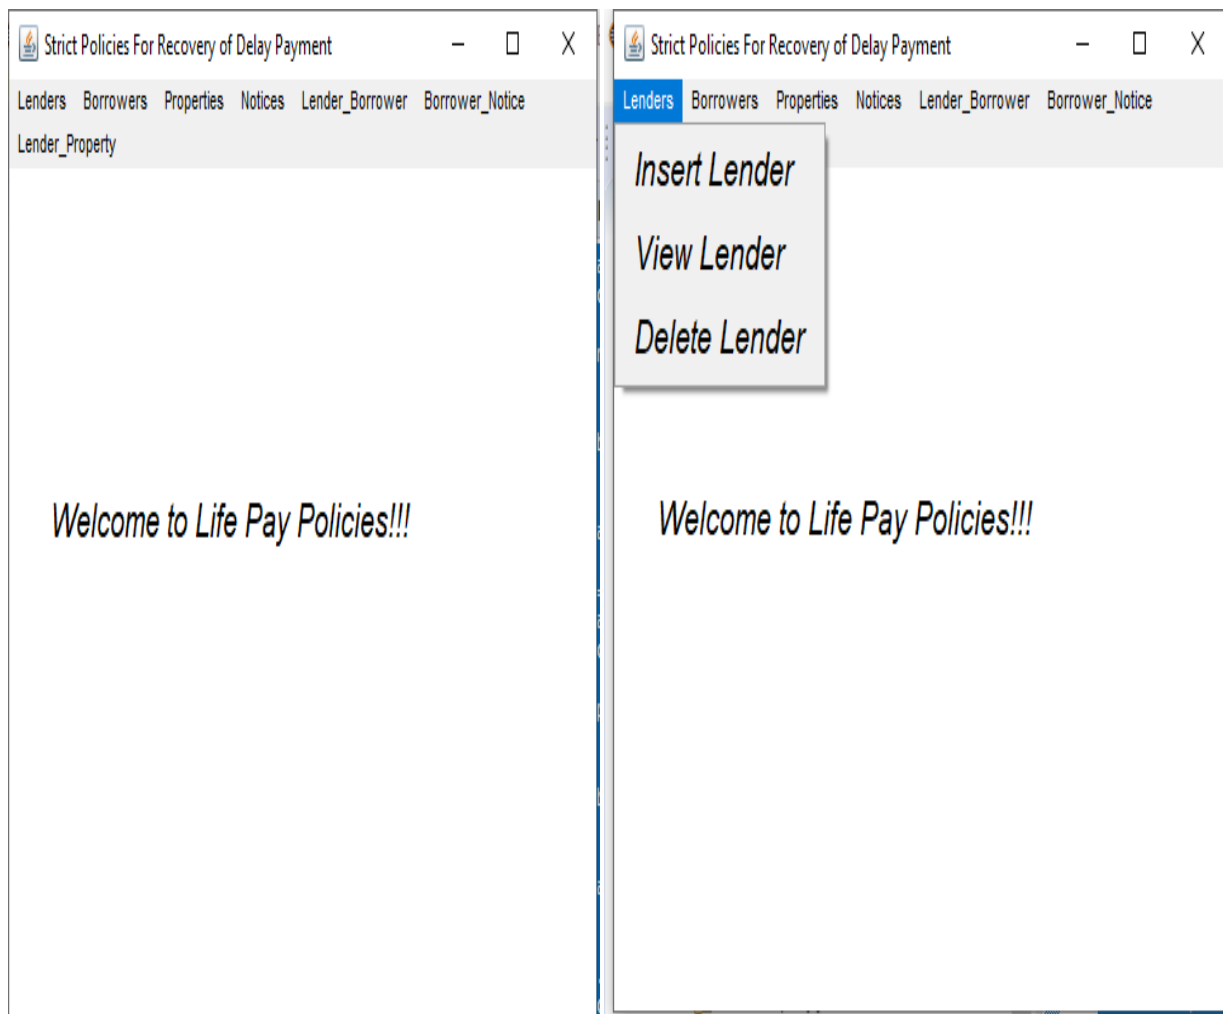 Strict Policies For Recovery of Delay Payment
Lenders Borrowers Properties Notices Lender_Borrower Borrower_Notice
Lender_Property
Welcome to Life Pay Policies!!!
Strict Policies For Recovery of Delay Payment
Lenders Borrowers Properties Notices Lender_Borrower Borrower_Notice
Insert Lender
View Lender
Delete Lender
Welcome to Life Pay Policies!!!